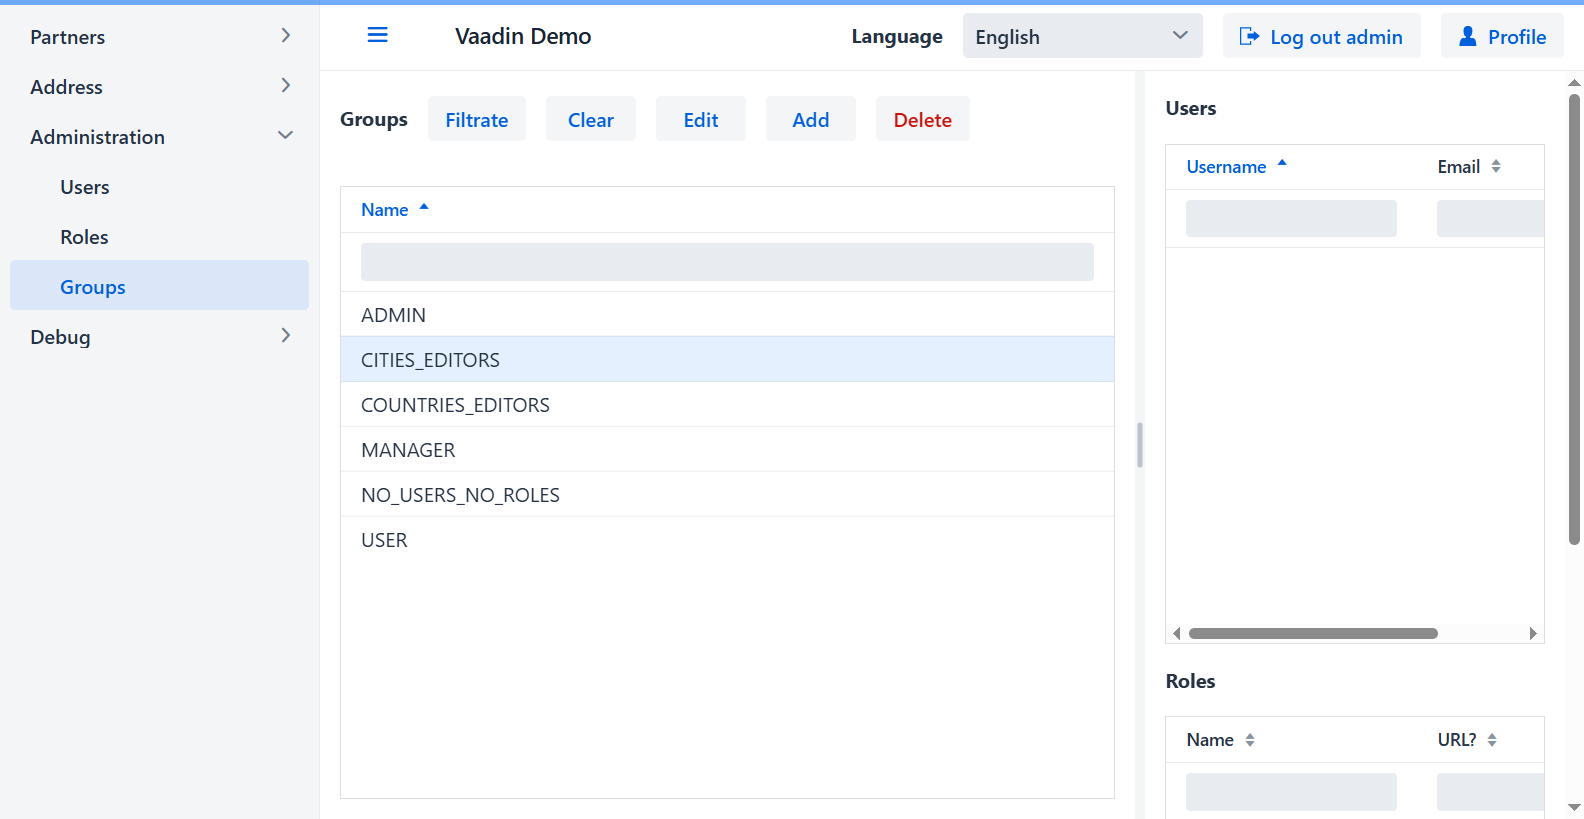 Partners
Address
Administration
Users
Roles
Groups
Debug
Vaadin Demo
Language
English
Log out admin
Profile
Groups
Filtrate
Clear
Edit
Add
Delete
Name
ADMIN
CITIES_EDITORS
COUNTRIES_EDITORS
MANAGER
NO_USERS_NO_ROLES
USER
Users
Username
Email
Roles
Name
URL?